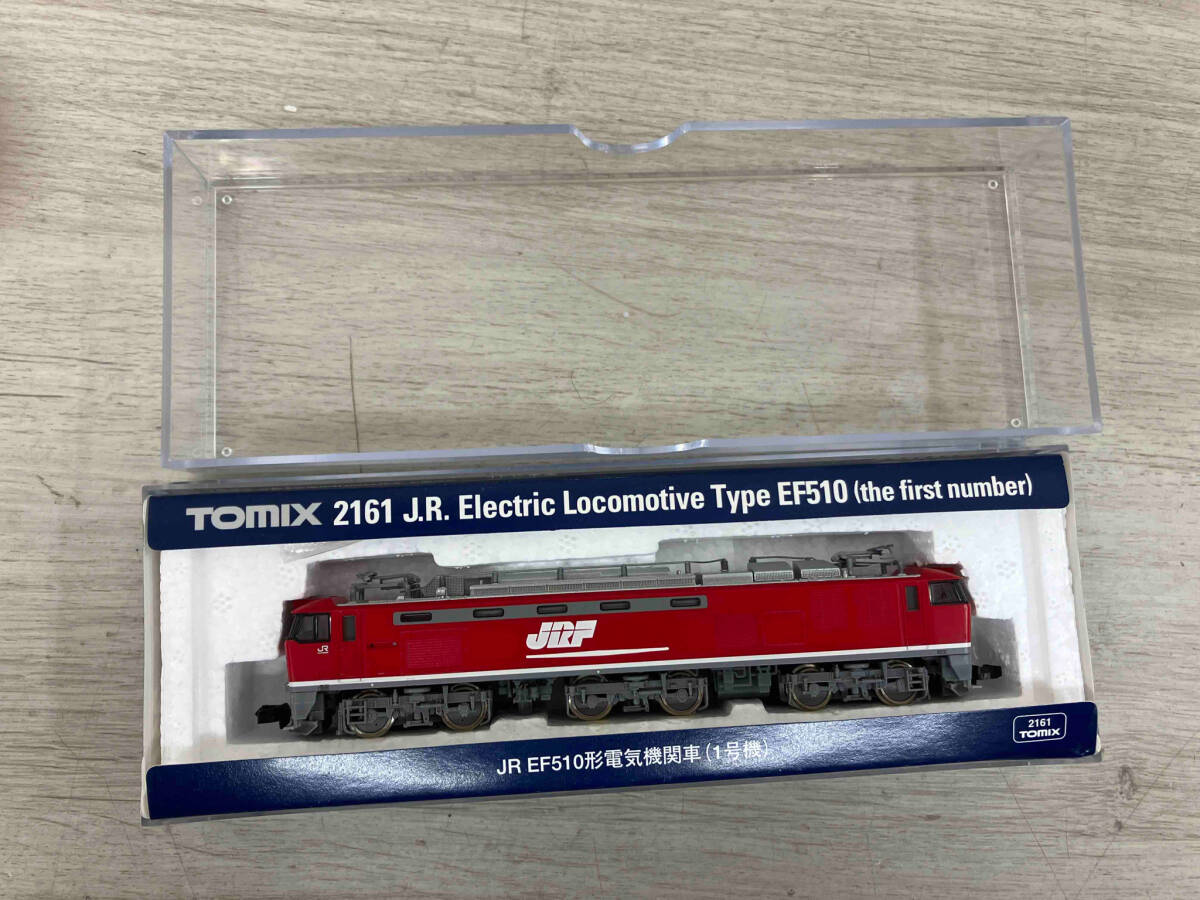 TOMIX 2161 J.R. Electric Locomotive Type EF510 (the first number)
JRF
JR
JR EF510形電気機関車(1号機)
2161
TOMIX